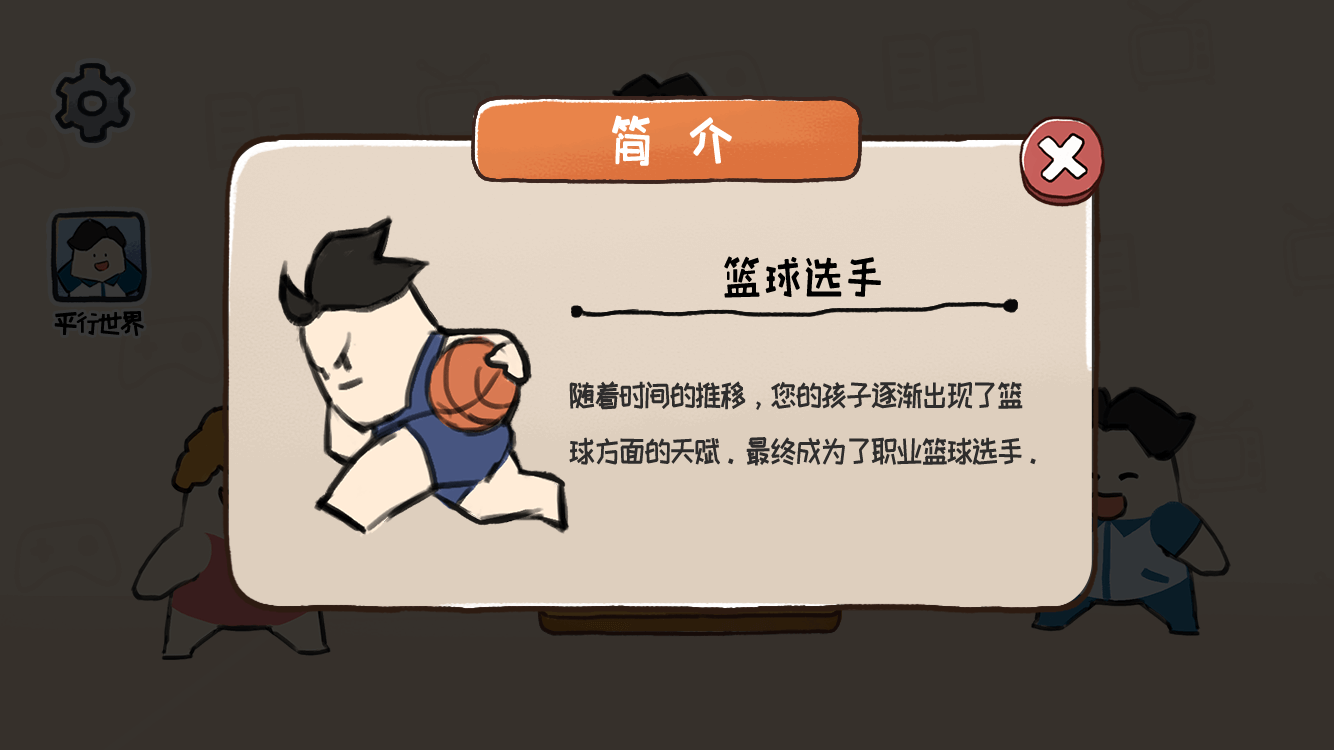 简 介
平行世界
篮球选手
随着时间的推移，您的孩子逐渐出现了篮
球方面的天赋．最终成为了职业篮球选手．